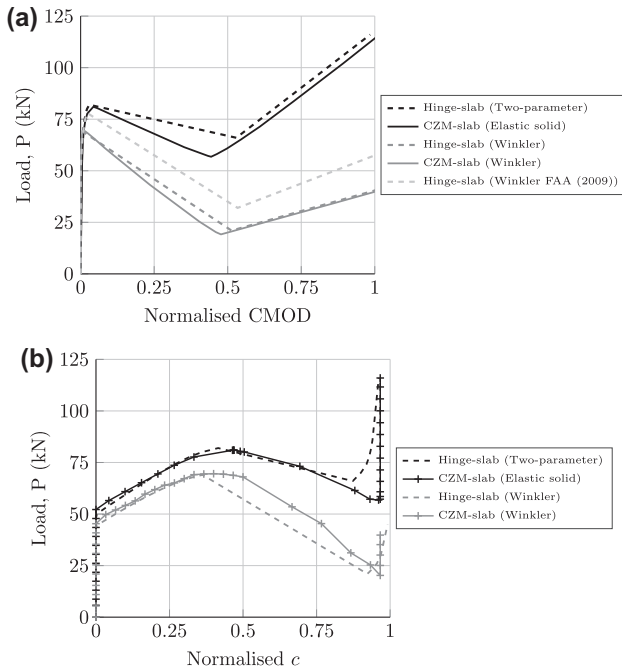 (a)
125
100
75
50
25
0
Load, P (kN)
0
0.25
0.5
0.75
1
Normalised CMOD
Hinge-slab (Two-parameter)
CZM-slab (Elastic solid)
Hinge-slab (Winkler)
CZM-slab (Winkler)
Hinge-slab (Winkler FAA (2009))
(b)
125
100
75
50
25
0
Load, P (kN)
0
0.25
0.5
0.75
1
Normalised c
Hinge-slab (Two-parameter)
CZM-slab (Elastic solid)
Hinge-slab (Winkler)
CZM-slab (Winkler)